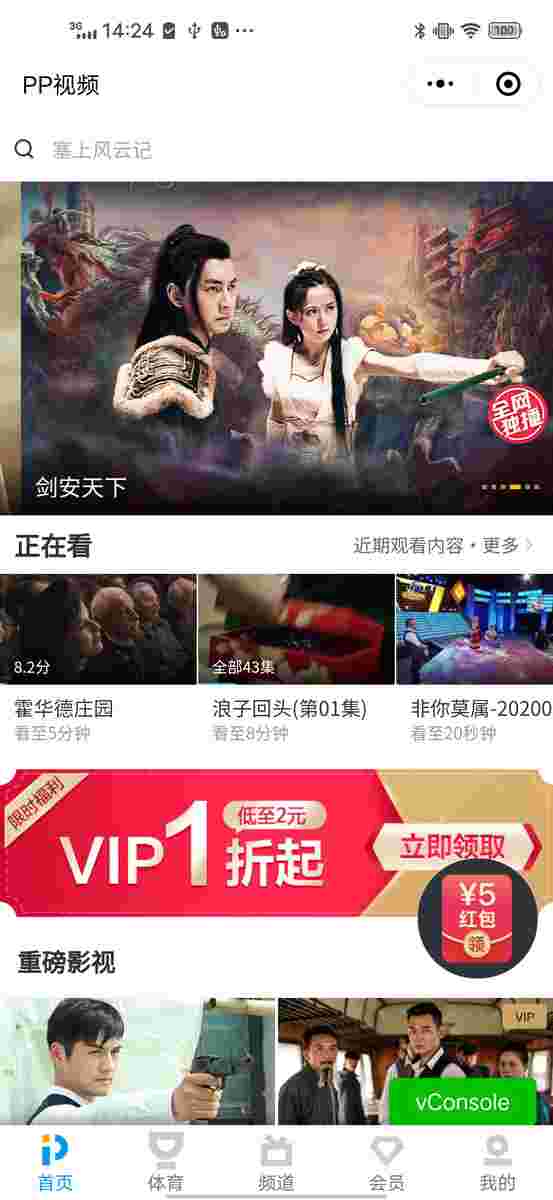 3G 14:24 100
PP视频
塞上风云记
全网
独播
剑安天下
正在看
近期观看内容·更多
8.2分
全部43集
霍华德庄园
浪子回头(第01集)
非你莫属-20200
看至5分钟
看至8分钟
看至20秒钟
限时福利
VIP1折起
低至2元
立即领取
¥5
红包
领
重磅影视
VIP
vConsole
首页
体育
频道
会员
我的